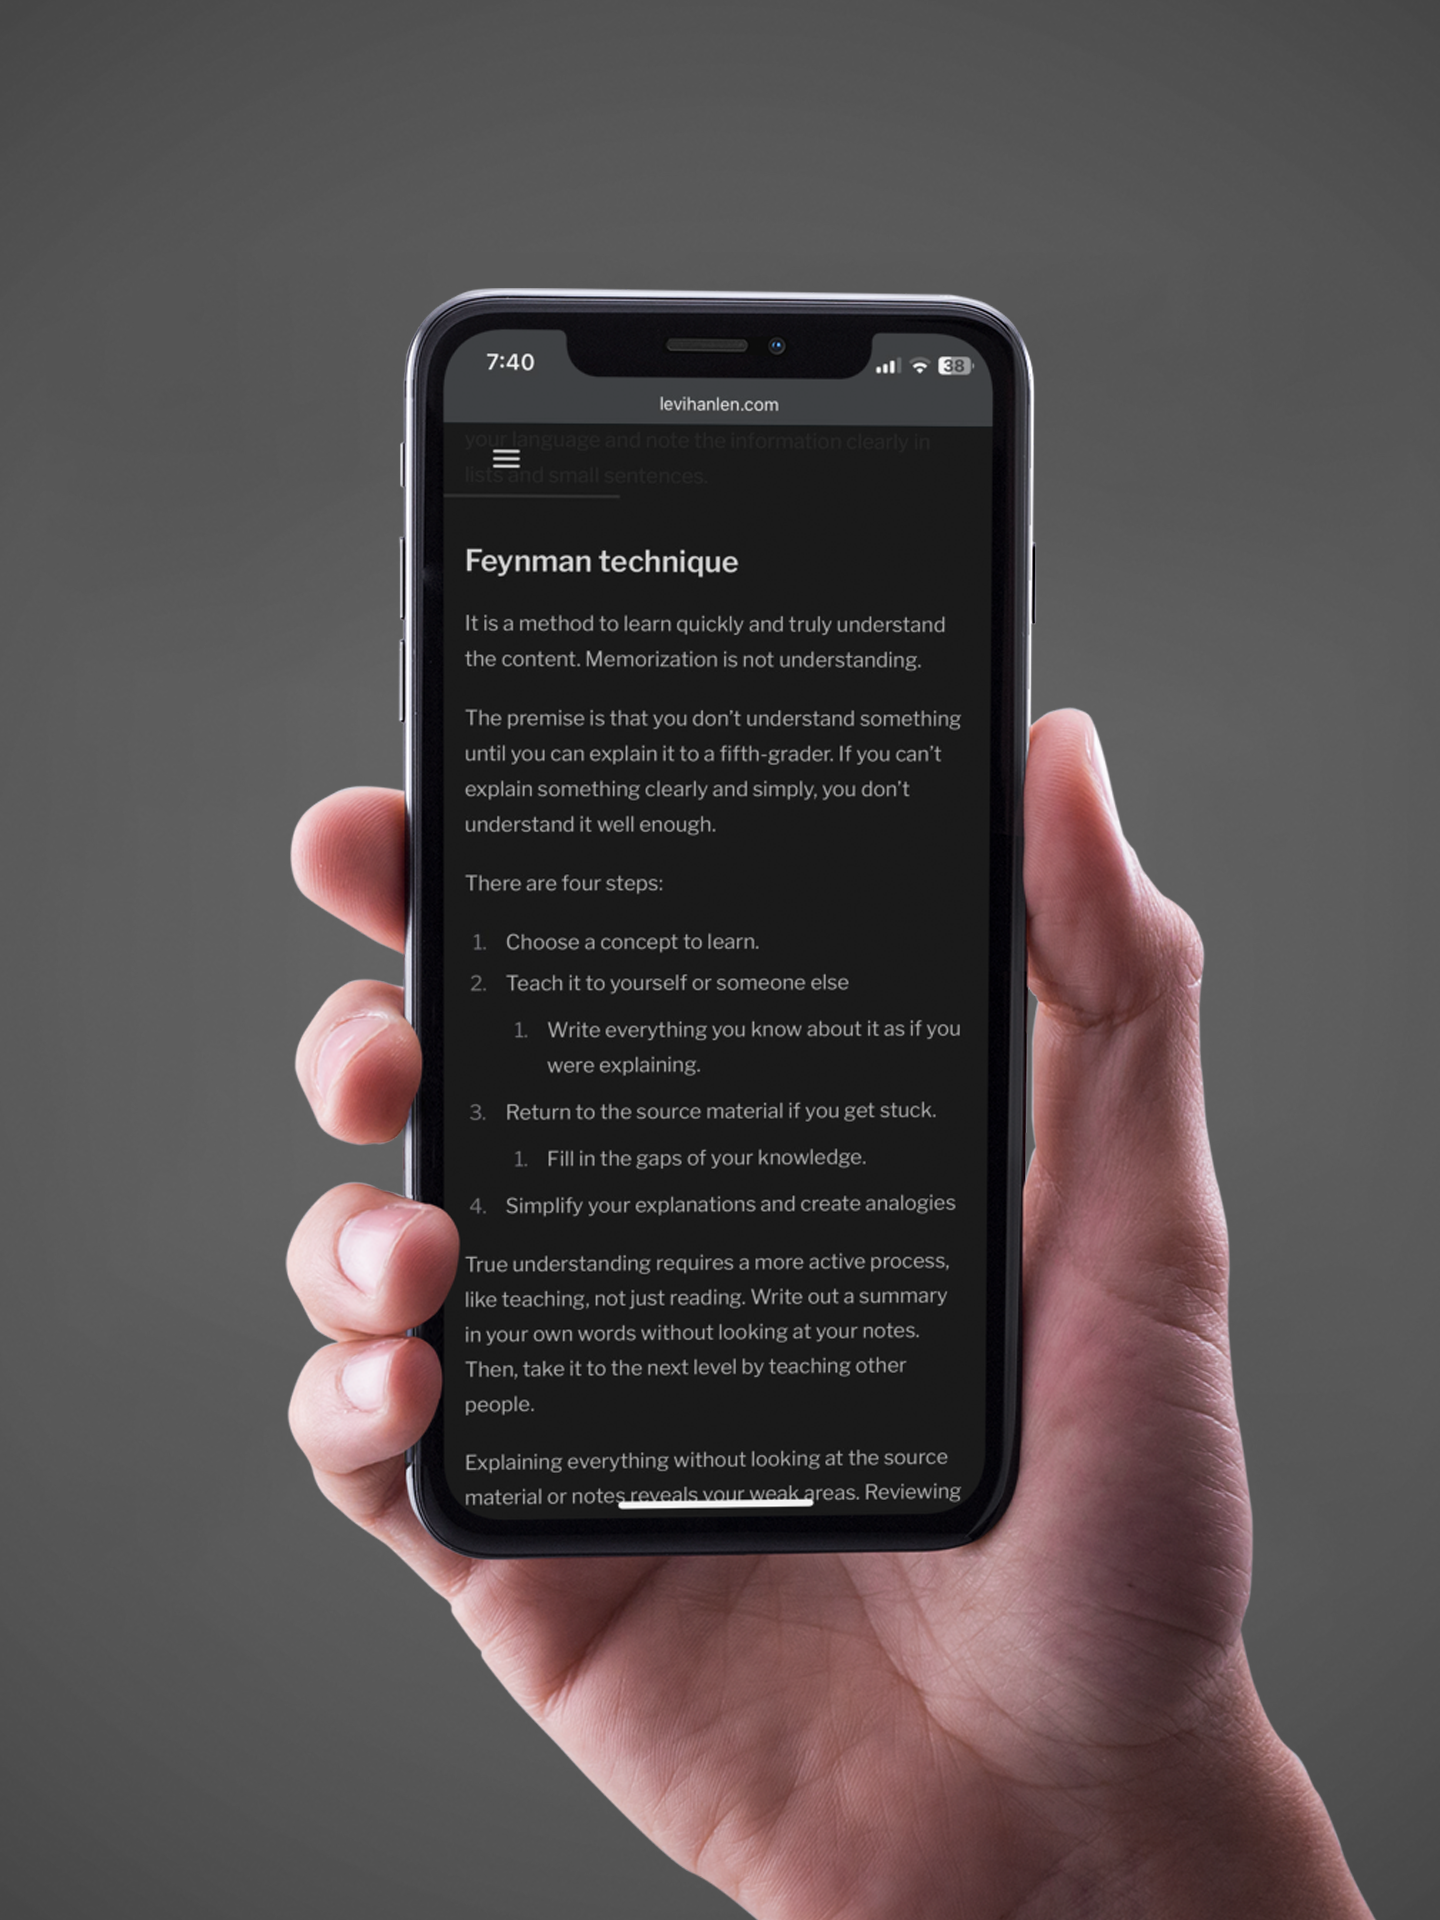 7:40
38
levihanlen.com
your language and note the information clearly in
lists and small sentences.
Feynman technique
It is a method to learn quickly and truly understand
the content. Memorization is not understanding.
The premise is that you don’t understand something
until you can explain it to a fifth-grader. If you can’t
explain something clearly and simply, you don’t
understand it well enough.
There are four steps:
1. Choose a concept to learn.
2. Teach it to yourself or someone else
1. Write everything you know about it as if you
were explaining.
3. Return to the source material if you get stuck.
1. Fill in the gaps of your knowledge.
4. Simplify your explanations and create analogies
True understanding requires a more active process,
like teaching, not just reading. Write out a summary
in your own words without looking at your notes.
Then, take it to the next level by teaching other
people.
Explaining everything without looking at the source
material or notes reveals your weak areas. Reviewing